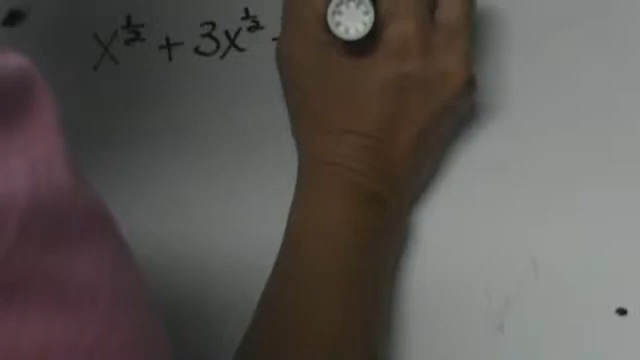 x^{1/2} + 3x^{1/2} -